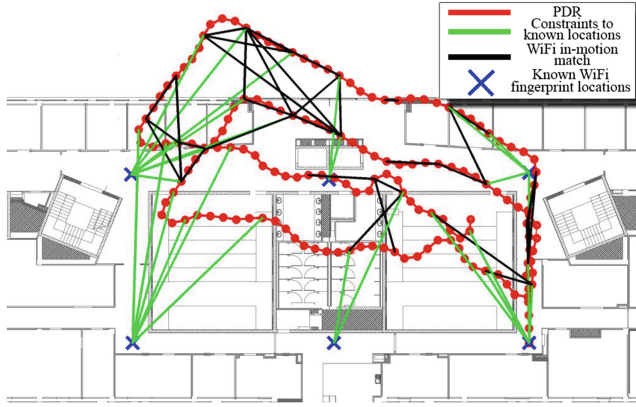 PDR
Constraints to
known locations
WiFi in-motion
match
Known WiFi
fingerprint locations